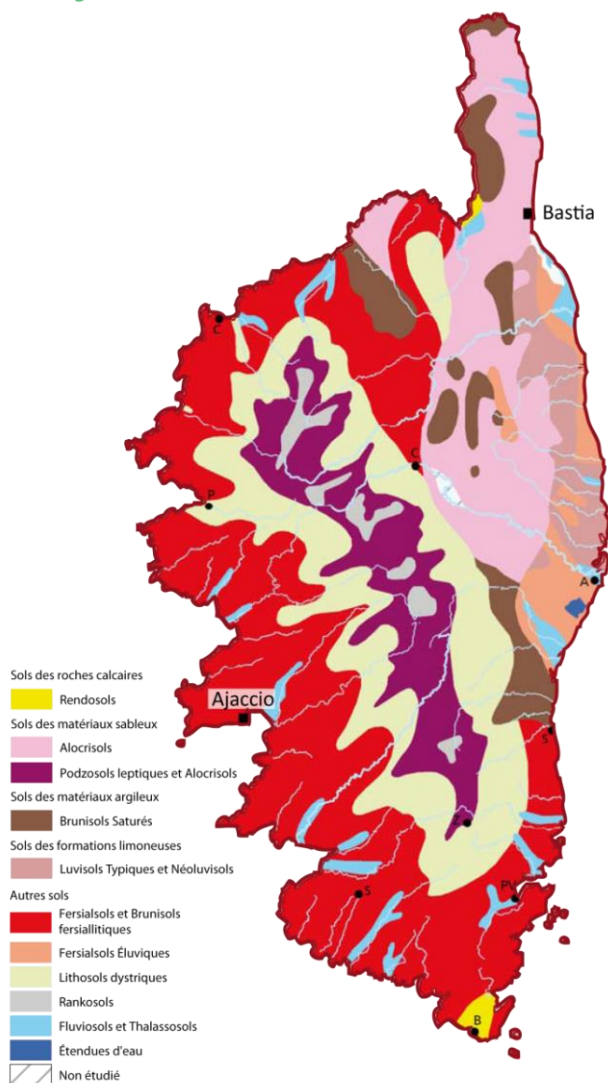 Bastia
C
C
P
A
Sols des roches calcaires
Rendosols
Ajaccio
Sols des matériaux sableux
Alocrisols
S
Podzosols leptiques et Alocrisols
Sols des matériaux argileux
Brunisols Saturés
Z
Sols des formations limoneuses
Luvisols Typiques et Néoluvisols
S
PV
Autres sols
Fersialsols et Brunisols
fersiallitiques
Fersialsols Éluviques
Lithosols dystriques
Rankosols
Fluviosols et Thalassosols
B
Étendues d'eau
Non étudié